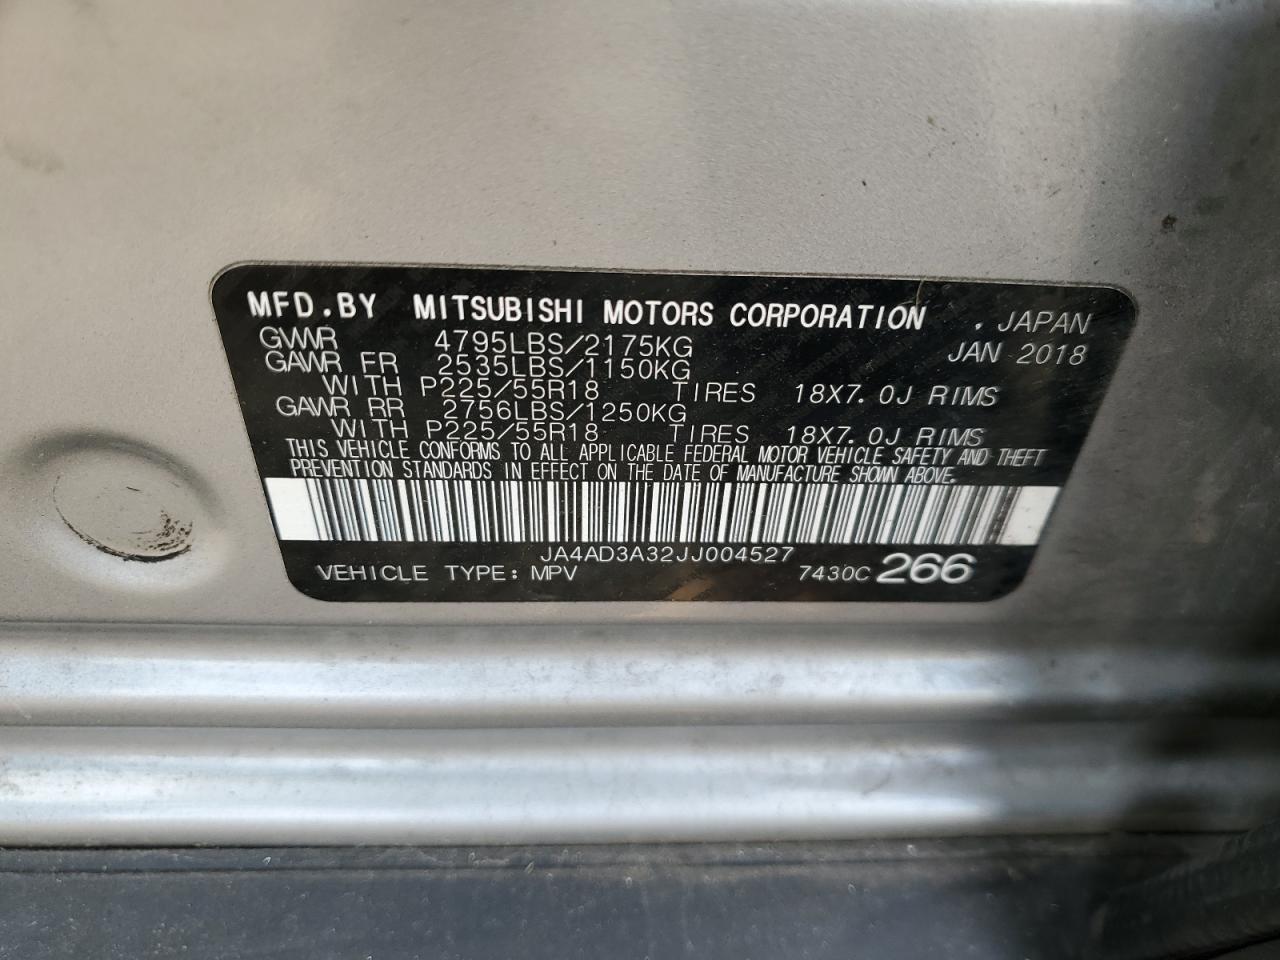 MFD.BY MITSUBISHI MOTORS CORPORATION . JAPAN
GVWR 4795LBS/2175KG JAN 2018
GAWR FR 2535LBS/1150KG
WITH P225/55R18 TIRES 18X7.0J RIMS
GAWR RR 2756LBS/1250KG
WITH P225/55R18 TIRES 18X7.0J RIMS
THIS VEHICLE CONFORMS TO ALL APPLICABLE FEDERAL MOTOR VEHICLE SAFETY AND THEFT
PREVENTION STANDARDS IN EFFECT ON THE DATE OF MANUFACTURE SHOWN ABOVE.
JA4AD3A32JJ004527
VEHICLE TYPE: MPV 7430C 266